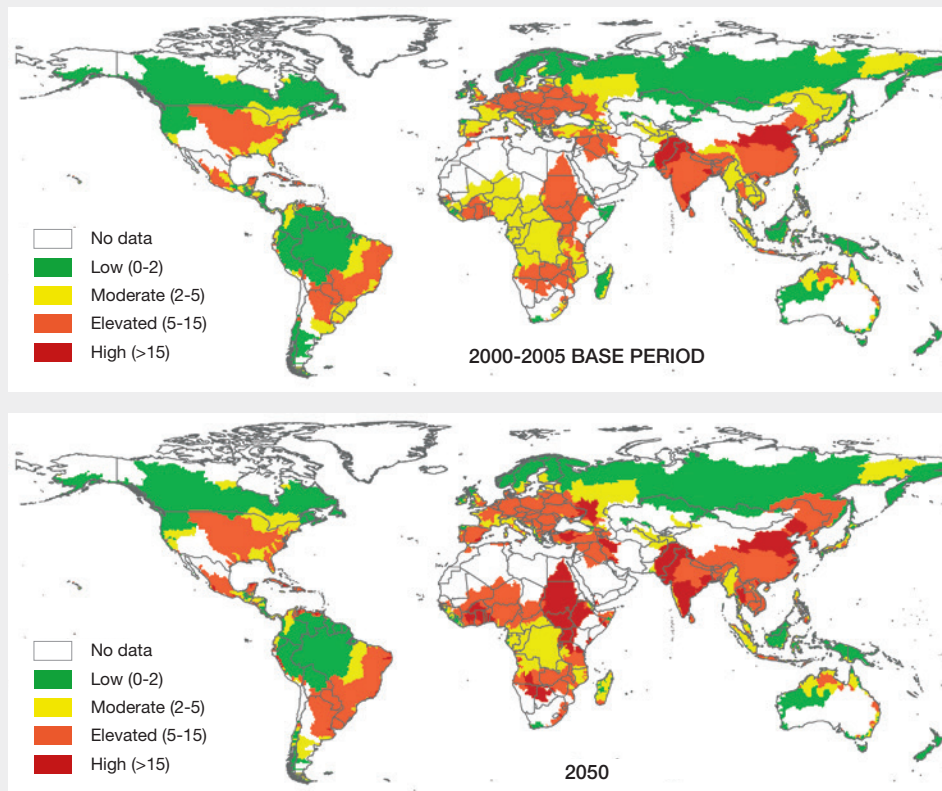 No data
Low (0-2)
Moderate (2-5)
Elevated (5-15)
High (>15)
2000-2005 BASE PERIOD
No data
Low (0-2)
Moderate (2-5)
Elevated (5-15)
High (>15)
2050